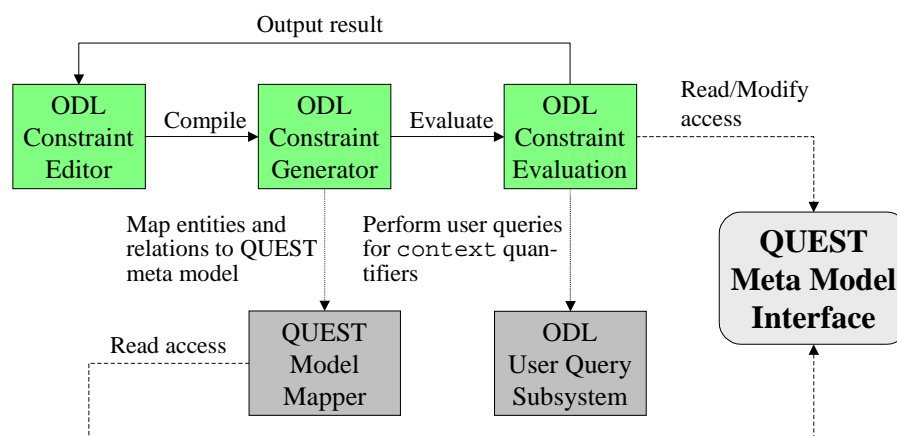 Output result
ODL
Constraint
Editor
Compile
ODL
Constraint
Generator
Evaluate
ODL
Constraint
Evaluation
Read/Modify
access
Map entities and
relations to QUEST
meta model
Perform user queries
for context quan-
tifiers
QUEST
Meta Model
Interface
Read access
QUEST
Model
Mapper
ODL
User Query
Subsystem